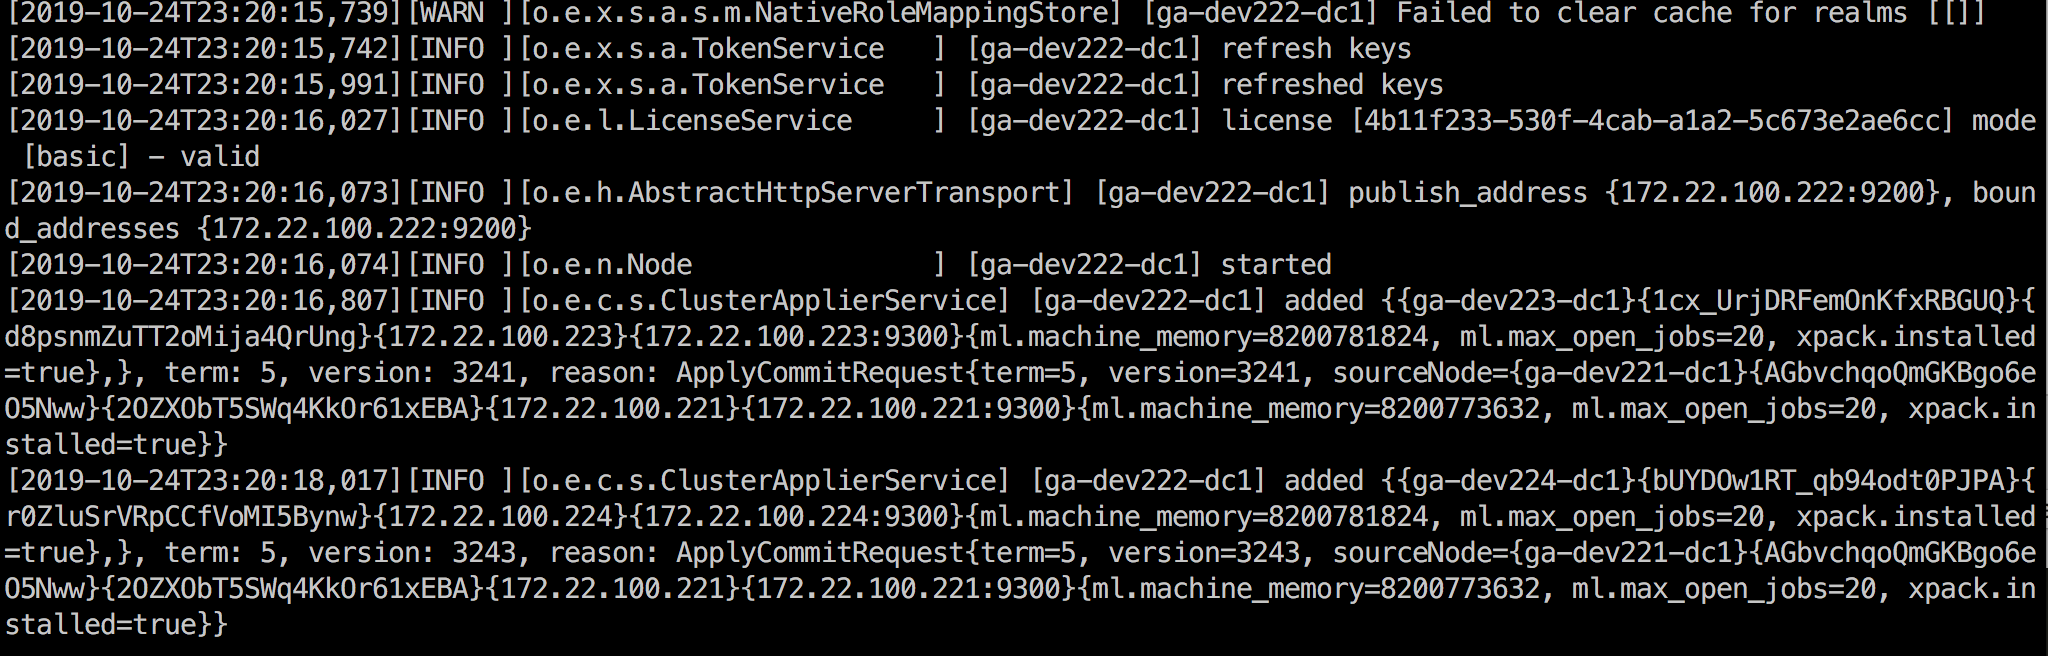 [2019-10-24T23:20:15,739][WARN ][o.e.x.s.a.s.m.NativeRoleMappingStore] [ga-dev222-dc1] Failed to clear cache for realms [[]]
[2019-10-24T23:20:15,742][INFO ][o.e.x.s.a.TokenService   ] [ga-dev222-dc1] refresh keys
[2019-10-24T23:20:15,991][INFO ][o.e.x.s.a.TokenService   ] [ga-dev222-dc1] refreshed keys
[2019-10-24T23:20:16,027][INFO ][o.e.l.LicenseService     ] [ga-dev222-dc1] license [4b11f233-530f-4cab-a1a2-5c673e2ae6cc] mode
 [basic] - valid
[2019-10-24T23:20:16,073][INFO ][o.e.h.AbstractHttpServerTransport] [ga-dev222-dc1] publish_address {172.22.100.222:9200}, boun
d_addresses {172.22.100.222:9200}
[2019-10-24T23:20:16,074][INFO ][o.e.n.Node               ] [ga-dev222-dc1] started
[2019-10-24T23:20:16,807][INFO ][o.e.c.s.ClusterApplierService] [ga-dev222-dc1] added {{ga-dev223-dc1}{1cx_UrjDRFemOnKfxRBGUQ}{
d8psnmZuTT2oMija4QrUng}{172.22.100.223}{172.22.100.223:9300}{ml.machine_memory=8200781824, ml.max_open_jobs=20, xpack.installed
=true},}, term: 5, version: 3241, reason: ApplyCommitRequest{term=5, version=3241, sourceNode={ga-dev221-dc1}{AGbvchqoQmGKBgo6e
O5Nww}{2OZXObT5SWq4KkOr61xEBA}{172.22.100.221}{172.22.100.221:9300}{ml.machine_memory=8200773632, ml.max_open_jobs=20, xpack.in
stalled=true}}
[2019-10-24T23:20:18,017][INFO ][o.e.c.s.ClusterApplierService] [ga-dev222-dc1] added {{ga-dev224-dc1}{bUYDOw1RT_qb94odt0PJPA}{
r0ZluSrVRpCCfVoMI5Bynw}{172.22.100.224}{172.22.100.224:9300}{ml.machine_memory=8200781824, ml.max_open_jobs=20, xpack.installed
=true},}, term: 5, version: 3243, reason: ApplyCommitRequest{term=5, version=3243, sourceNode={ga-dev221-dc1}{AGbvchqoQmGKBgo6e
O5Nww}{2OZXObT5SWq4KkOr61xEBA}{172.22.100.221}{172.22.100.221:9300}{ml.machine_memory=8200773632, ml.max_open_jobs=20, xpack.in
stalled=true}}